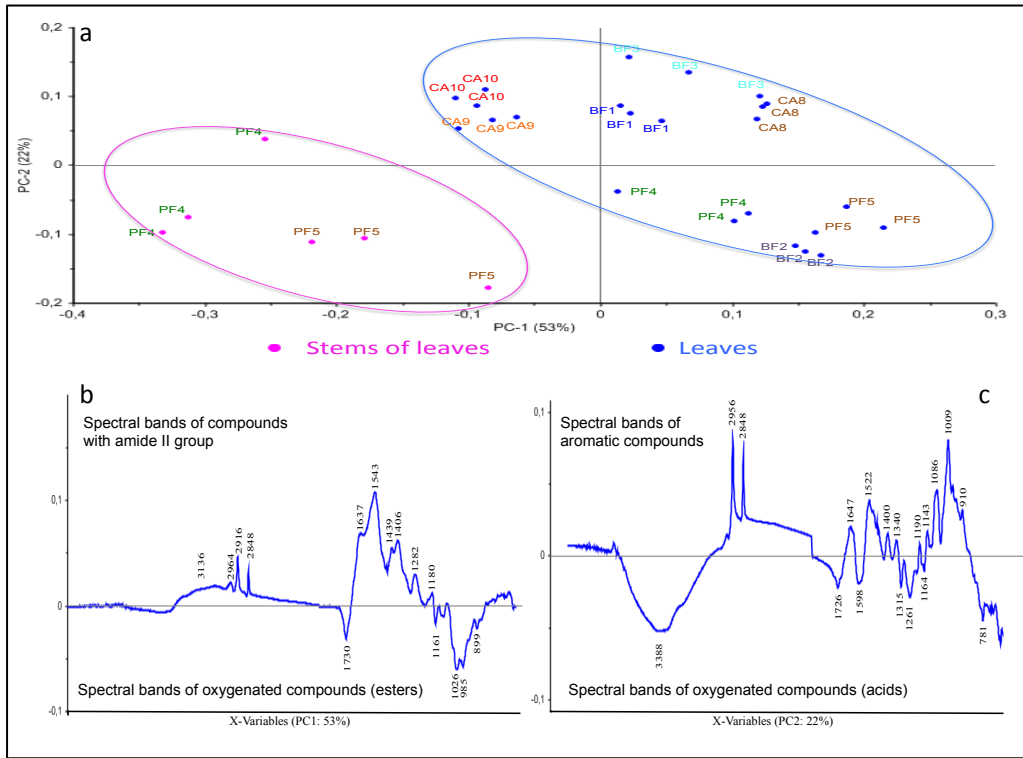 a
0,2
0,1
0
-0,1
-0,2
PC-2 (22%)
BF3
BF3
BF3
CA10
CA10
CA10
CA9
CA9
CA9
BF1
BF1
BF1
CA8
CA8
CA8
PF4
PF4
PF4
PF4
PF4
PF4
PF5
PF5
PF5
PF5
PF5
PF5
BF2
BF2
BF2
-0,4
-0,3
-0,2
-0,1
0
0,1
0,2
0,3
PC-1 (53%)
Stems of leaves
Leaves
b
Spectral bands of compounds
with amide II group
0,1
0
-0,1
3136
2964
2916
2848
1730
1637
1543
1439
1406
1282
1180
1161
1026
985
899
Spectral bands of oxygenated compounds (esters)
X-Variables (PC1: 53%)
c
Spectral bands of
aromatic compounds
0,1
0
-0,1
3388
2956
2848
1726
1647
1598
1522
1400
1340
1315
1261
1190
1164
1143
1086
1009
910
781
Spectral bands of oxygenated compounds (acids)
X-Variables (PC2: 22%)